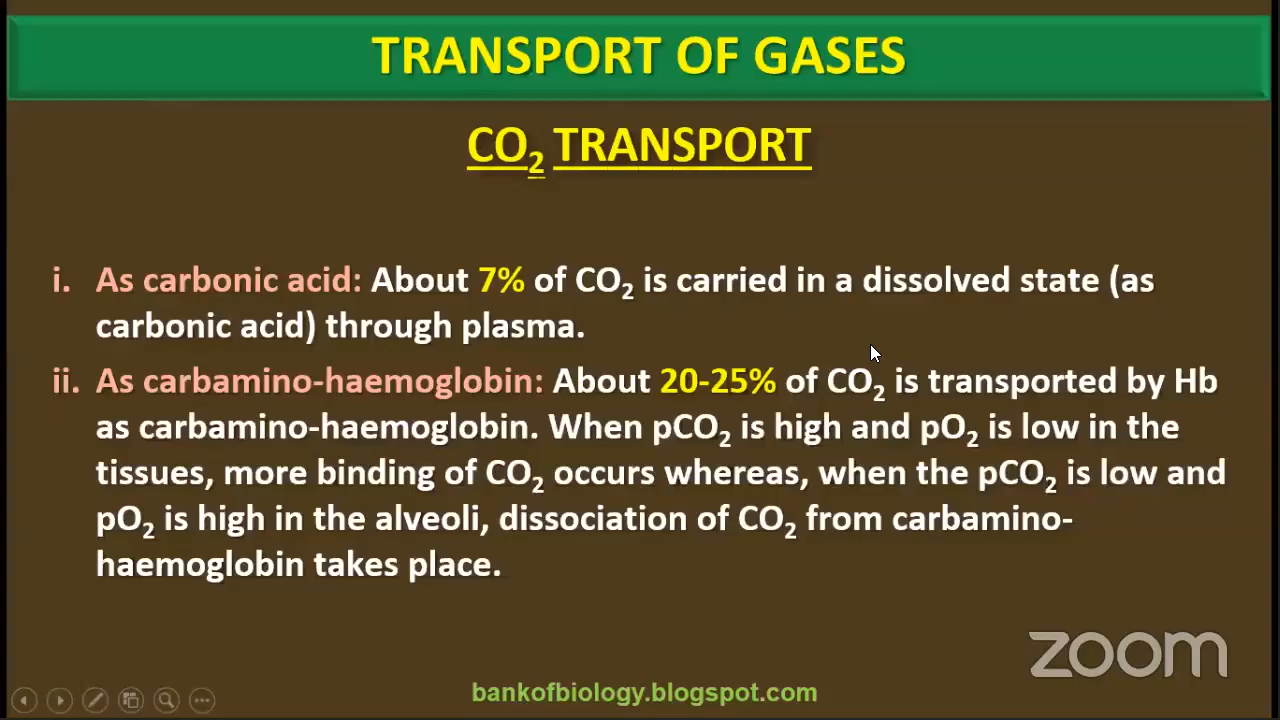 TRANSPORT OF GASES
CO₂ TRANSPORT
i. As carbonic acid: About 7% of CO₂ is carried in a dissolved state (as
carbonic acid) through plasma.
ii. As carbamino-haemoglobin: About 20-25% of CO₂ is transported by Hb
as carbamino-haemoglobin. When pCO₂ is high and pO₂ is low in the
tissues, more binding of CO₂ occurs whereas, when the pCO₂ is low and
pO₂ is high in the alveoli, dissociation of CO₂ from carbamino-
haemoglobin takes place.
zoom
bankofbiology.blogspot.com